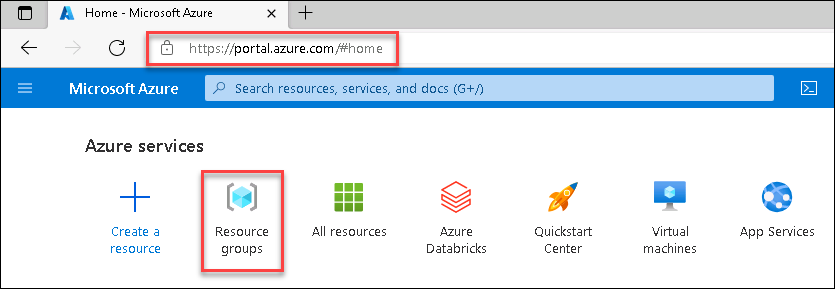 Home - Microsoft Azure
https://portal.azure.com/#home
Microsoft Azure
Search resources, services, and docs (G+/)
Azure services
Create a
resource
Resource
groups
All resources
Azure
Databricks
Quickstart
Center
Virtual
machines
App Services